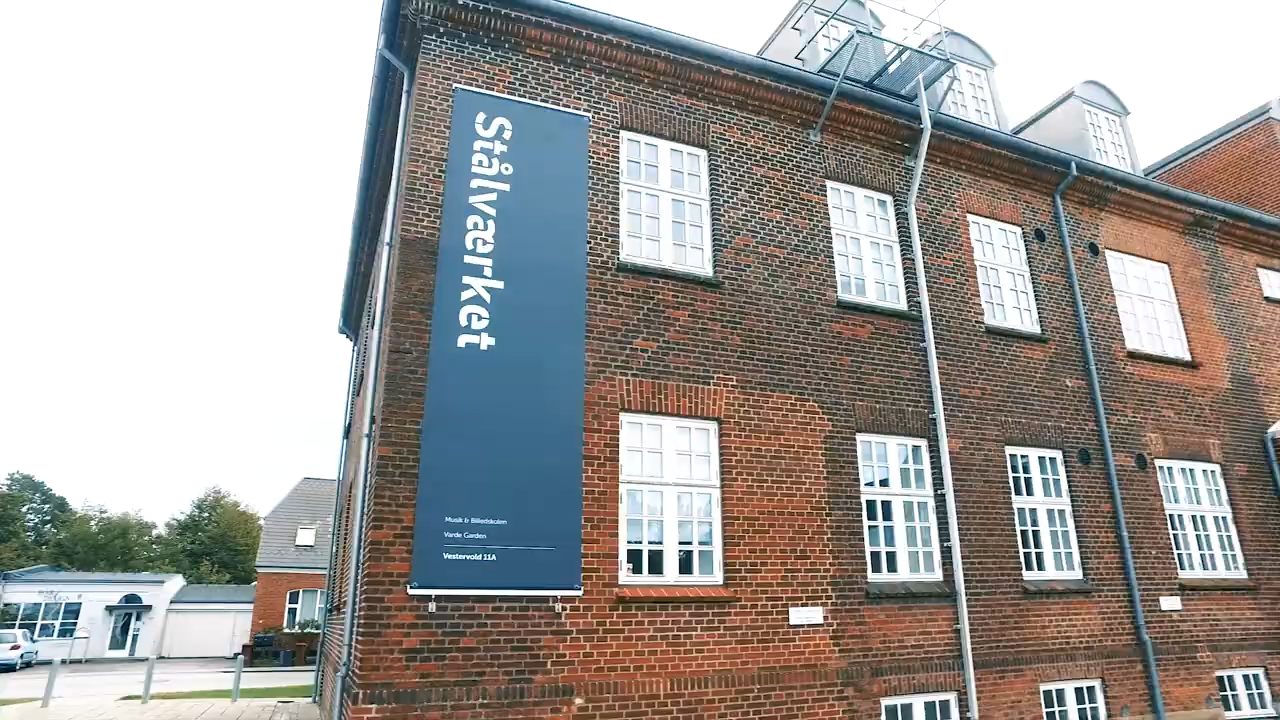 Stålværket
Musik & Billedskolen
Varde Garden
Vestervold 11A